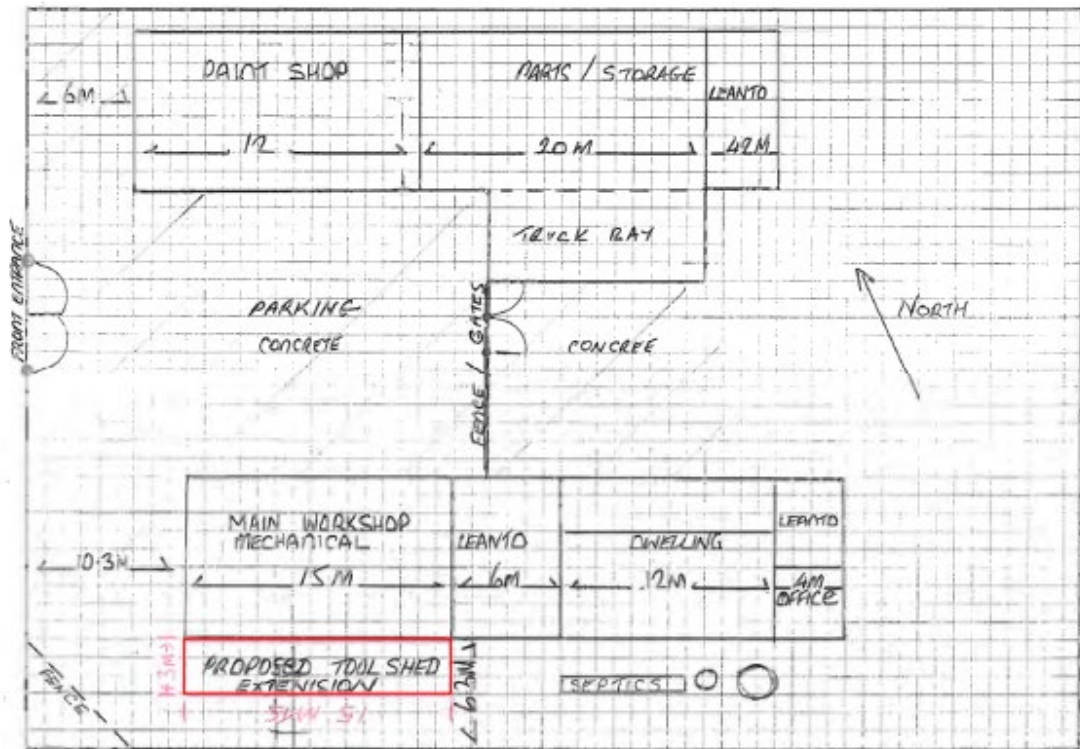 PAINT SHOP
PARTS / STORAGE
LEANTO
6M
12
20M
42M
TRUCK BAY
FRONT ENTRANCE
PARKING
CONCRETE
FENCE / GATES
CONCREE
NORTH
MAIN WORKSHOP
MECHANICAL
LEANTO
DWELLING
LEANTO
10.3M
15M
6M
12M
4M
OFFICE
PROPOSED TOOL SHED
EXTENISION
SEPTICS
FENCE